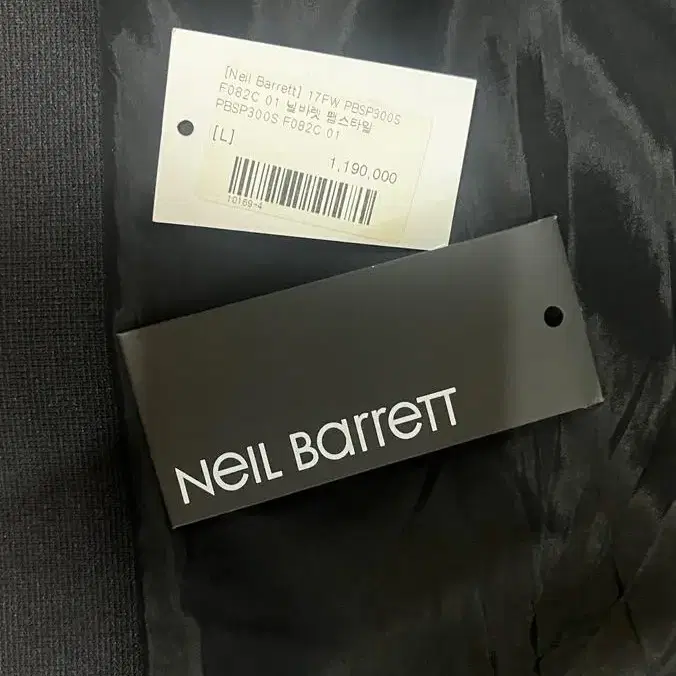 [Neil Barrett] 17FW PBSP300S
F082C 01 닐바렛 팹스타일
PBSP300S F082C 01
[L]
1,190,000
10169-4
NeIL BarreTT